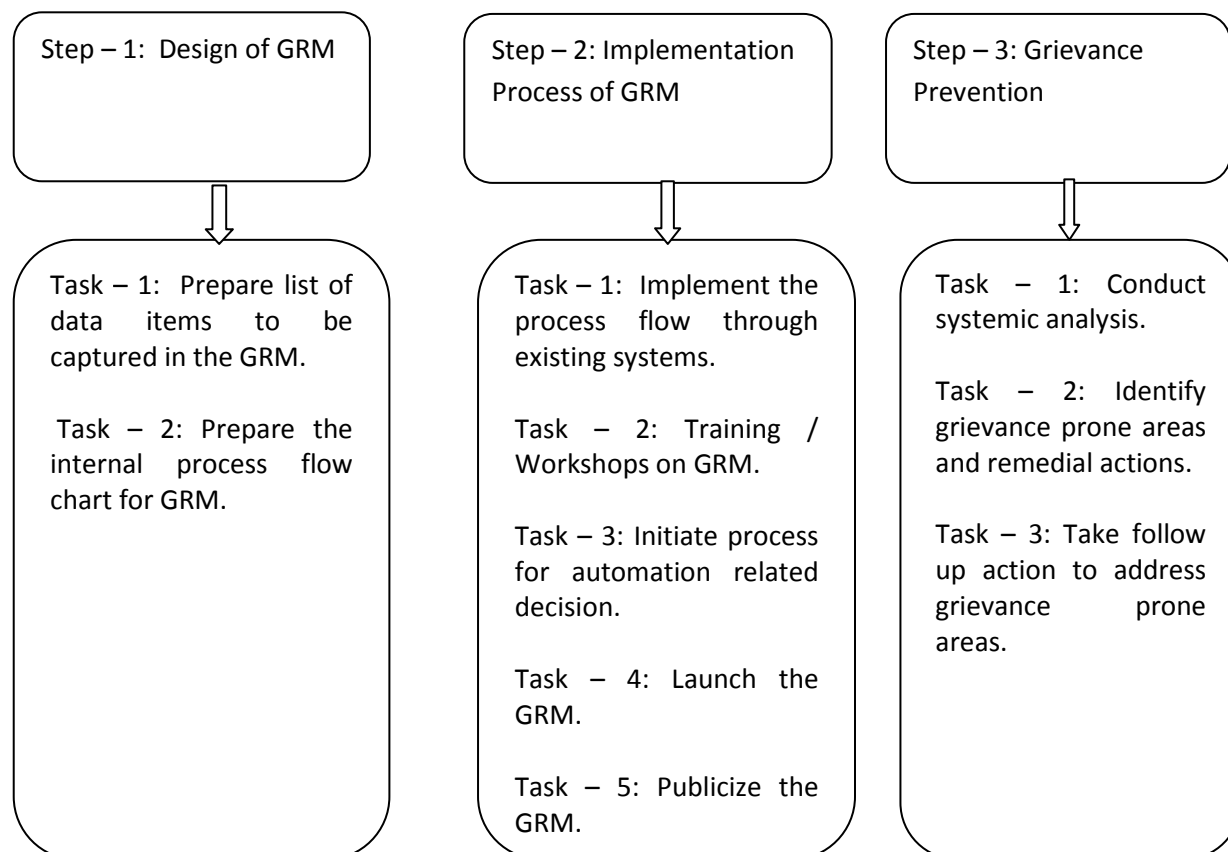 Step – 1: Design of GRM
Step – 2: Implementation
Process of GRM
Step – 3: Grievance
Prevention
Task – 1: Prepare list of
data items to be
captured in the GRM.
Task – 2: Prepare the
internal process flow
chart for GRM.
Task – 1: Implement the
process flow through
existing systems.
Task – 2: Training /
Workshops on GRM.
Task – 3: Initiate process
for automation related
decision.
Task – 4: Launch the
GRM.
Task – 5: Publicize the
GRM.
Task – 1: Conduct
systemic analysis.
Task – 2: Identify
grievance prone areas
and remedial actions.
Task – 3: Take follow
up action to address
grievance prone
areas.